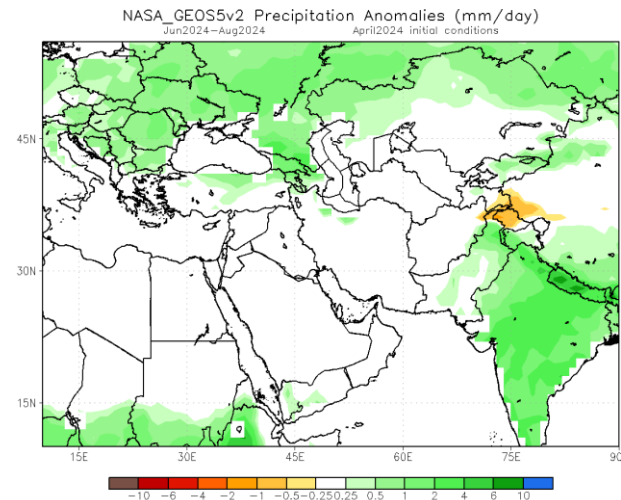 NASA_GEOS5v2 Precipitation Anomalies (mm/day)
Jun2024-Aug2024 April2024 initial conditions
45N
30N
15N
15E 30E 45E 60E 75E 90E
-10 -6 -4 -2 -1 -0.5 -0.25 0.25 0.5 1 2 4 6 10